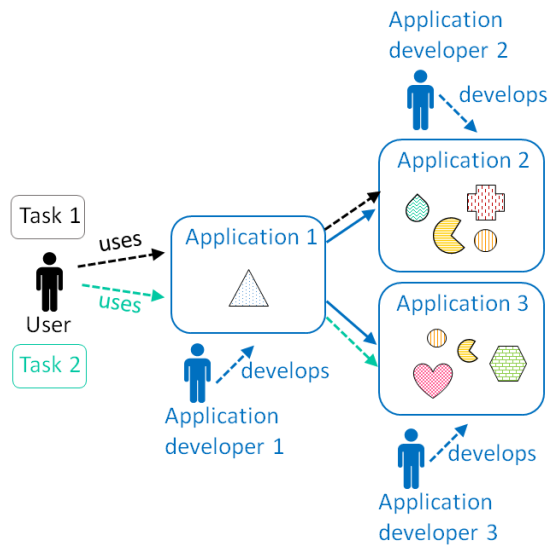 Application
developer 2
develops
Application 2
Task 1
uses
Application 1
uses
User
Task 2
Application 3
develops
Application
developer 1
develops
Application
developer 3